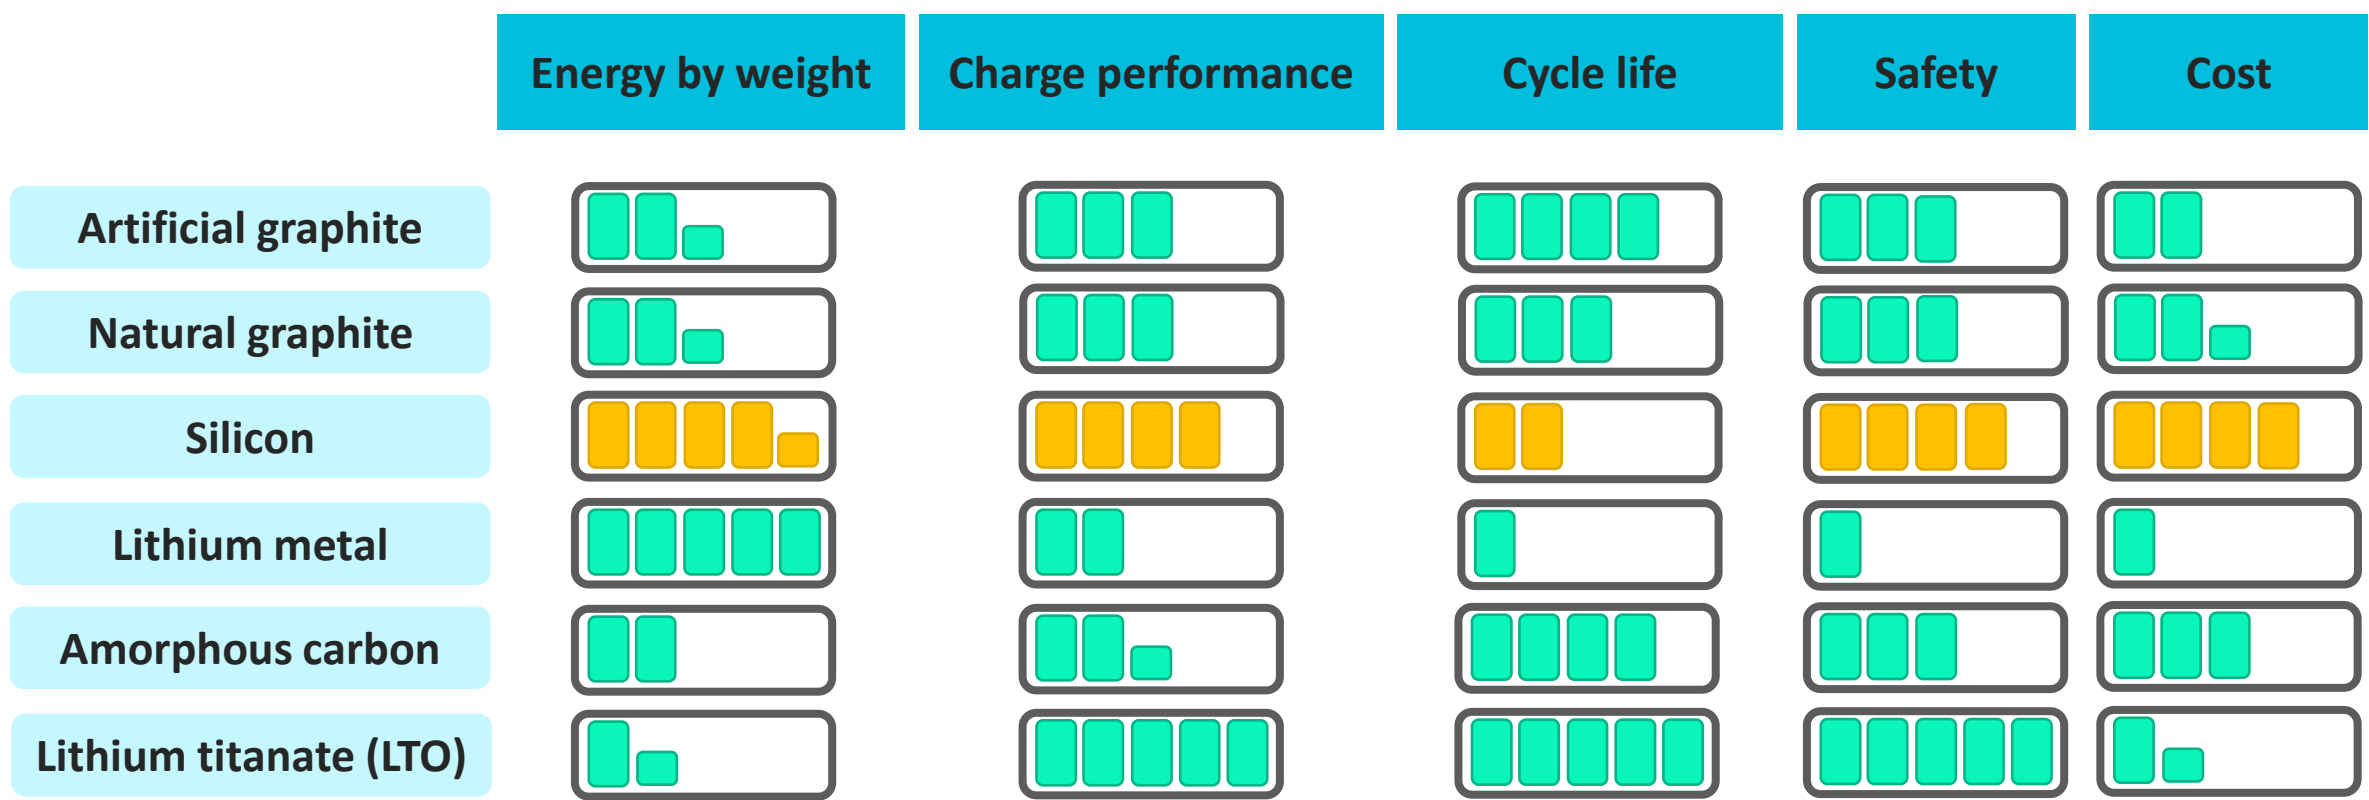 Energy by weight
Charge performance
Cycle life
Safety
Cost
Artificial graphite
Natural graphite
Silicon
Lithium metal
Amorphous carbon
Lithium titanate (LTO)